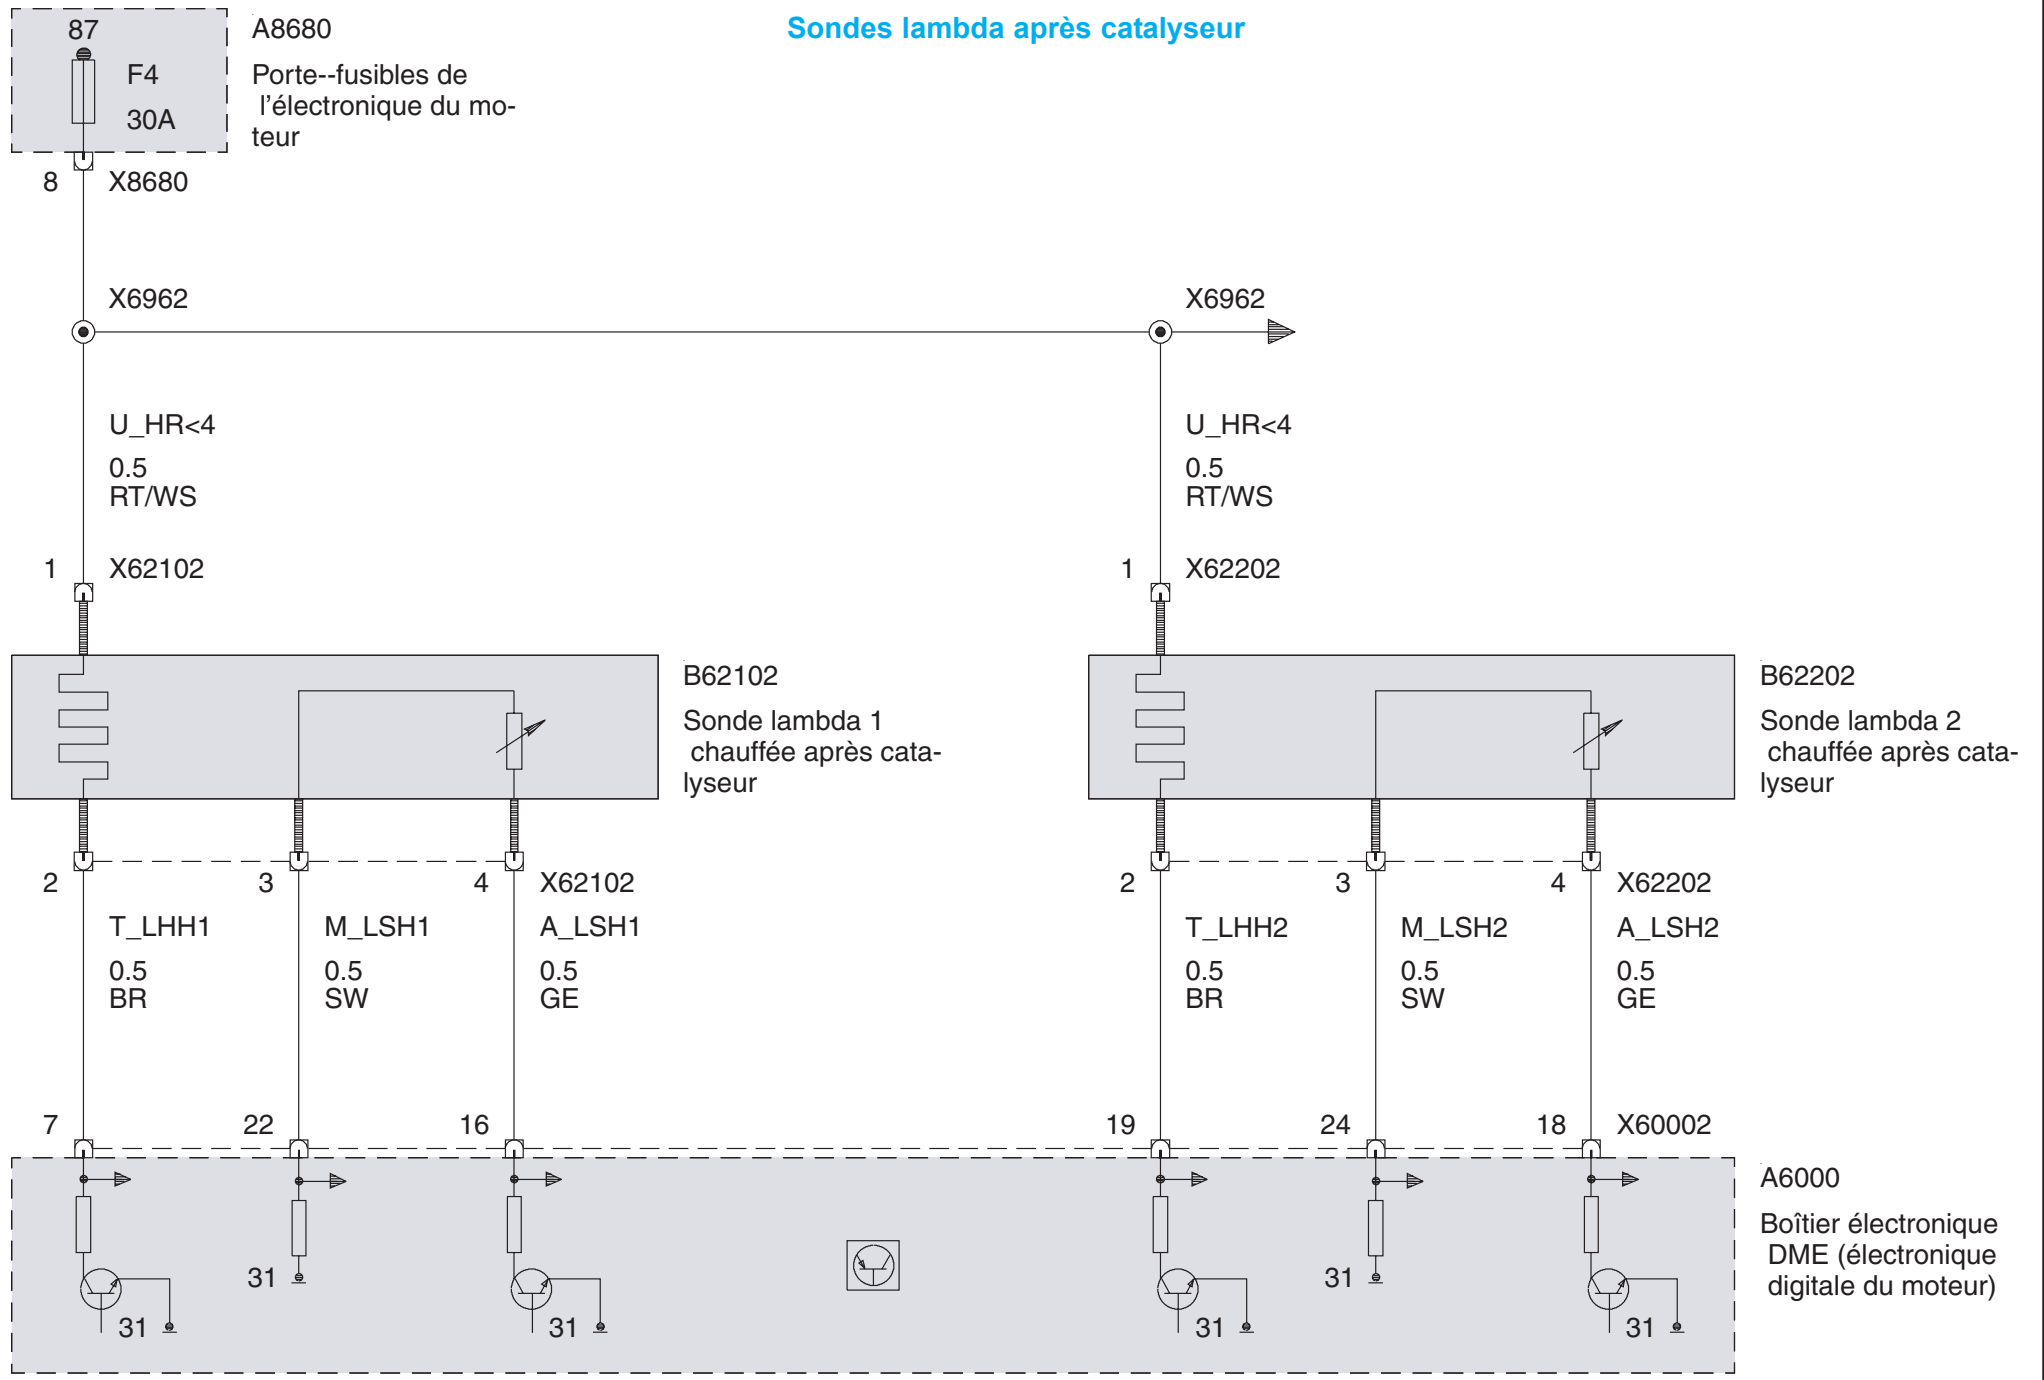 Sondes lambda après catalyseur
87
F4
30A
A8680
Porte--fusibles de
l'électronique du mo-
teur
8
X8680
X6962
X6962
U_HR<4
0.5
RT/WS
U_HR<4
0.5
RT/WS
1
X62102
1
X62202
B62102
Sonde lambda 1
chauffée après cata-
lyseur
B62202
Sonde lambda 2
chauffée après cata-
lyseur
2
3
4
X62102
2
3
4
X62202
T_LHH1
0.5
BR
M_LSH1
0.5
SW
A_LSH1
0.5
GE
T_LHH2
0.5
BR
M_LSH2
0.5
SW
A_LSH2
0.5
GE
7
22
16
19
24
18
X60002
A6000
Boîtier électronique
DME (électronique
digitale du moteur)
31
31
31
31
31
31